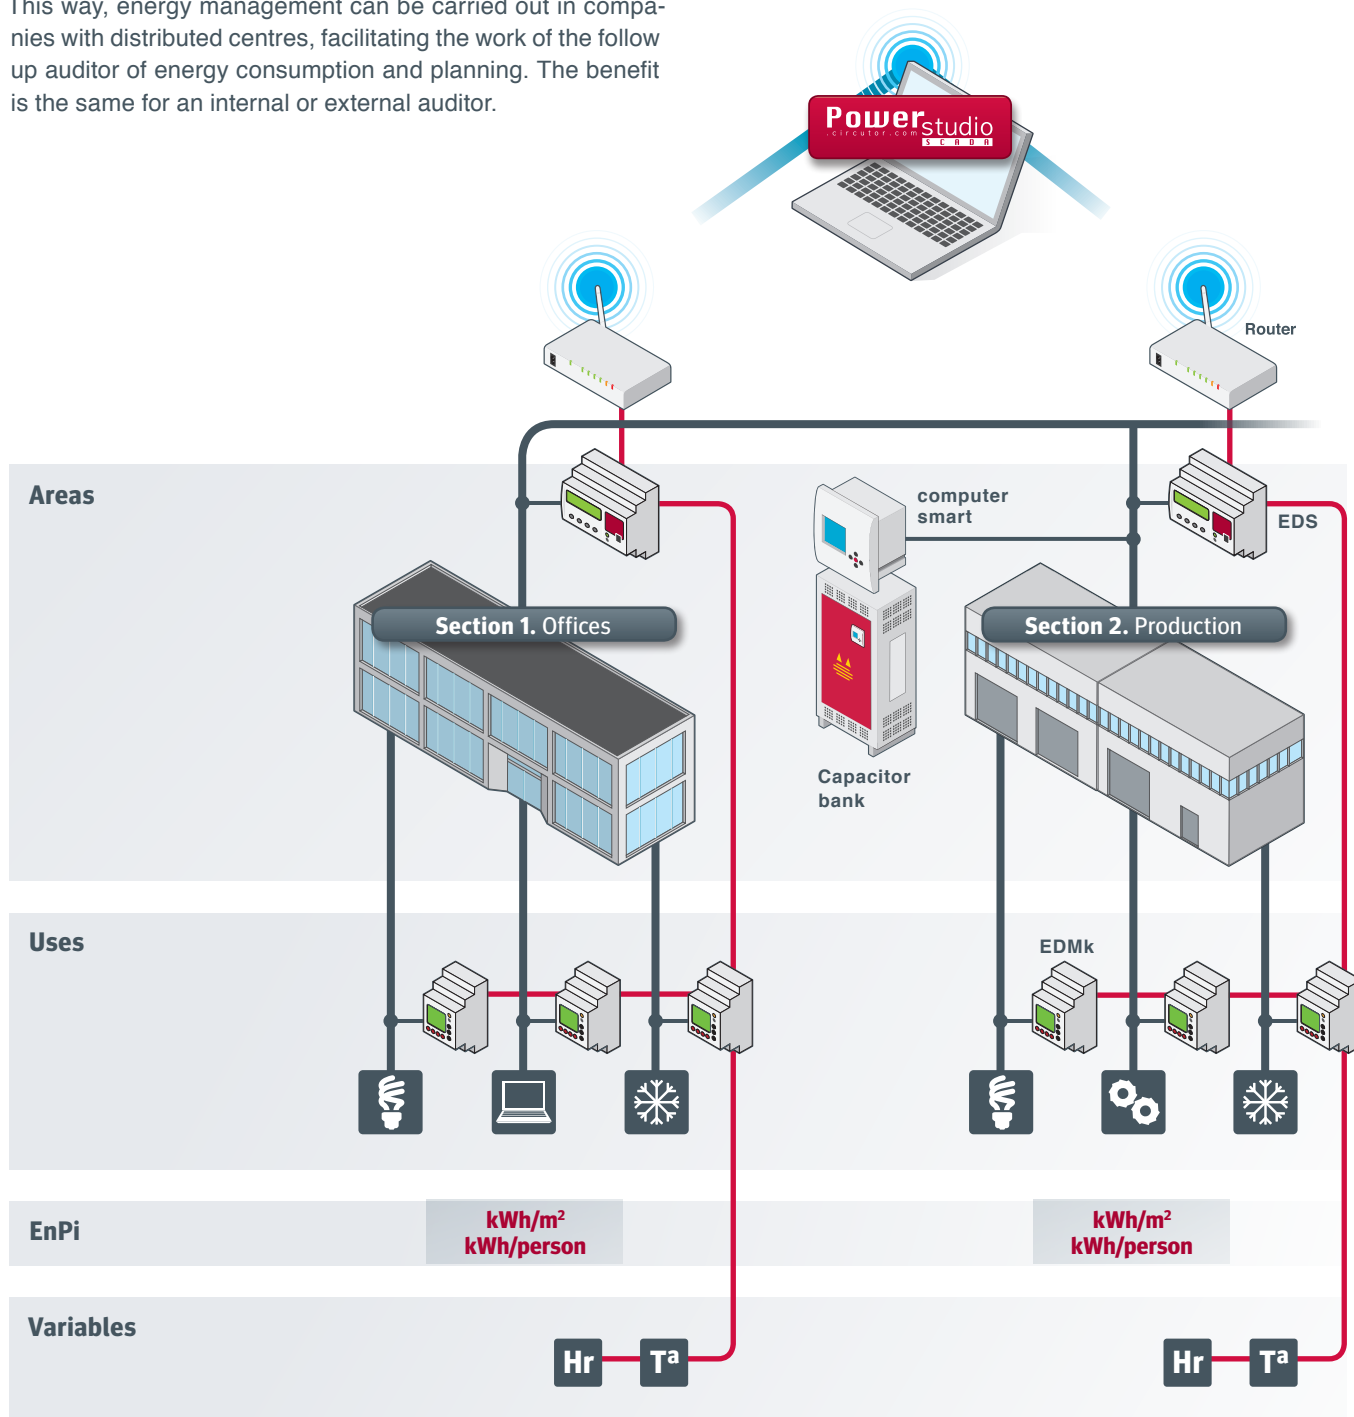 This way, energy management can be carried out in compa-
nies with distributed centres, facilitating the work of the follow
up auditor of energy consumption and planning. The benefit
is the same for an internal or external auditor.
Power studio
.circutor.com SCADA
Router
Areas
computer
smart
EDS
Section 1. Offices
Section 2. Production
Capacitor
bank
Uses
EDMk
EnPi
kWh/m²
kWh/person
kWh/m²
kWh/person
Variables
Hr
Tª
Hr
Tª